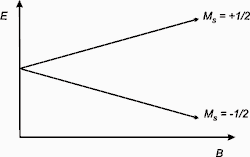 E
Ms = +1/2
Ms = -1/2
B